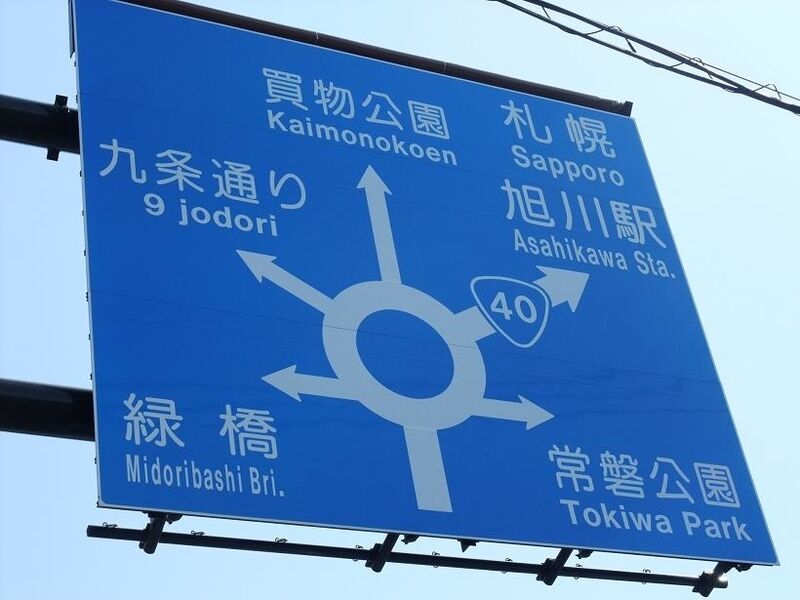 買物公園
Kaimonokoen
札幌
Sapporo
九条通り
9 jodori
旭川駅
Asahikawa Sta.
40
緑橋
Midoribashi Bri.
常磐公園
Tokiwa Park